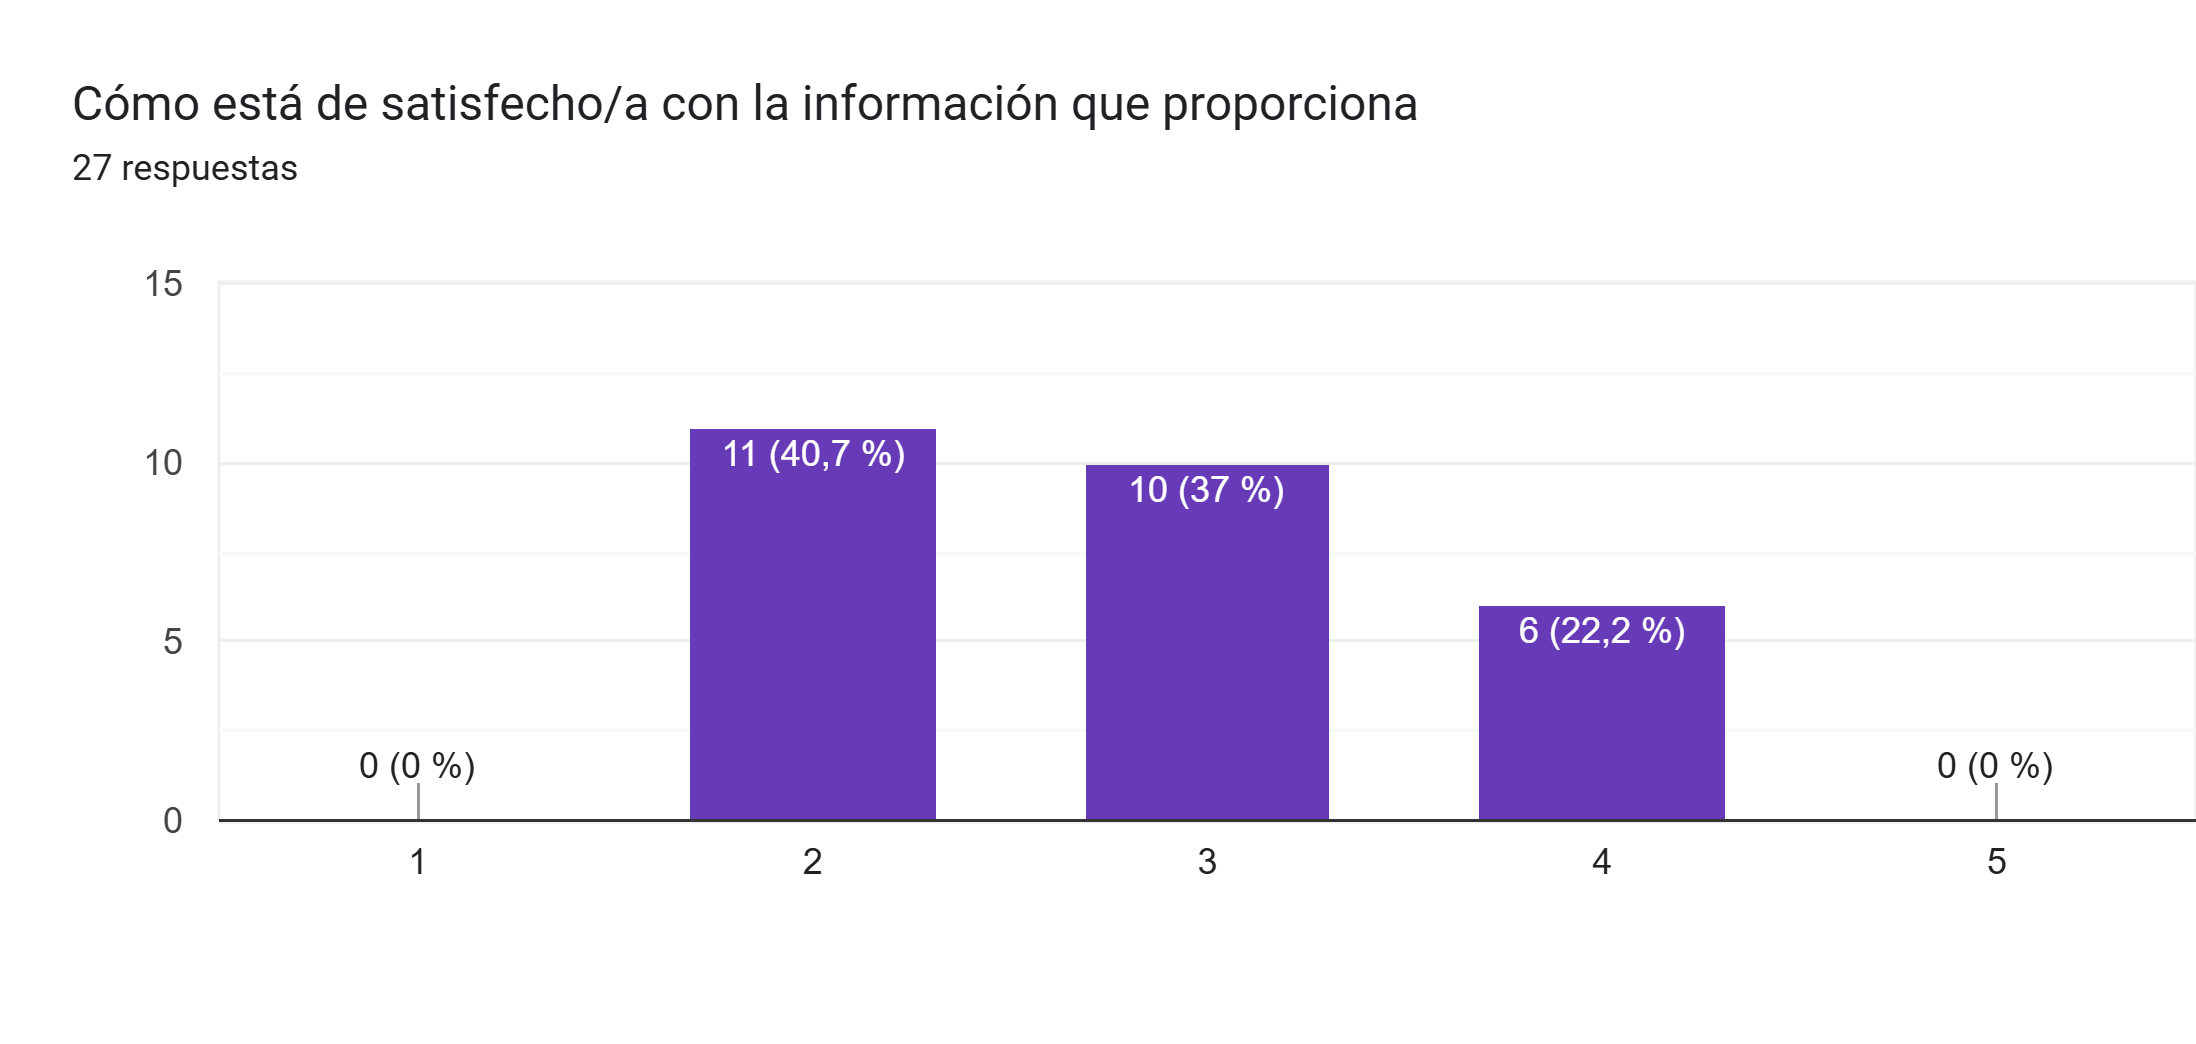 Cómo está de satisfecho/a con la información que proporciona
27 respuestas
15
10
5
0
0 (0 %)
11 (40,7 %)
10 (37 %)
6 (22,2 %)
0 (0 %)
1
2
3
4
5